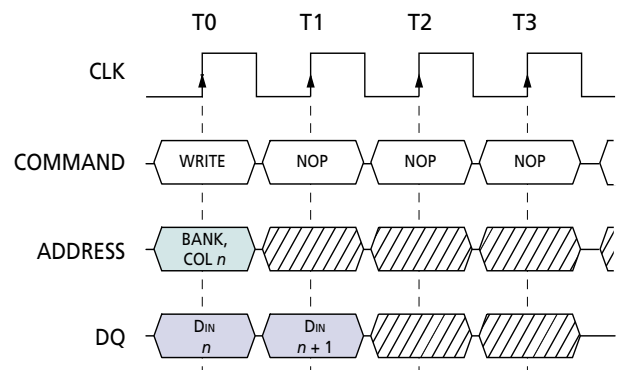 T0 T1 T2 T3
CLK
COMMAND WRITE NOP NOP NOP
ADDRESS BANK,
COL n
DQ DIN DIN
n n + 1